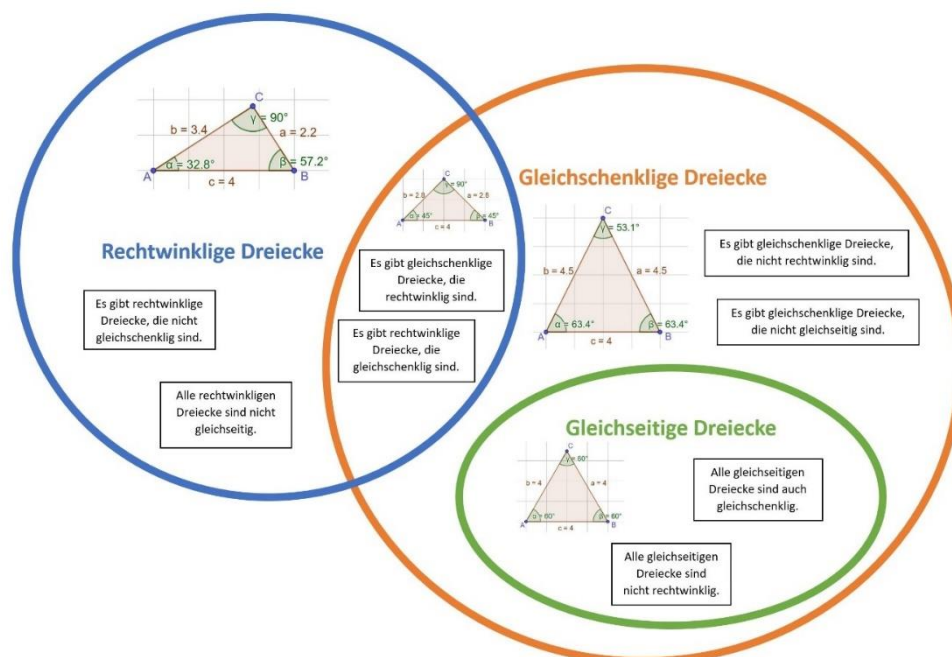 C
γ = 90°
b = 3.4
a = 2.2
α = 32.8°
β = 57.2°
A
B
c = 4
Rechtwinklige Dreiecke
Es gibt rechtwinklige
Dreiecke, die nicht
gleichschenklig sind.
Alle rechtwinkligen
Dreiecke sind nicht
gleichseitig.
C
γ = 90°
b = 2.8
a = 2.8
α = 45°
β = 45°
A
B
c = 4
Es gibt gleichschenklige
Dreiecke, die
rechtwinklig sind.
Es gibt rechtwinklige
Dreiecke, die
gleichschenklig sind.
Gleichschenklige Dreiecke
C
γ = 53.1°
b = 4.5
a = 4.5
α = 63.4°
β = 63.4°
A
B
c = 4
Es gibt gleichschenklige Dreiecke,
die nicht rechtwinklig sind.
Es gibt gleichschenklige Dreiecke,
die nicht gleichseitig sind.
Gleichseitige Dreiecke
C
γ = 60°
b = 4
a = 4
α = 60°
β = 60°
A
B
c = 4
Alle gleichseitigen
Dreiecke sind auch
gleichschenklig.
Alle gleichseitigen
Dreiecke sind
nicht rechtwinklig.